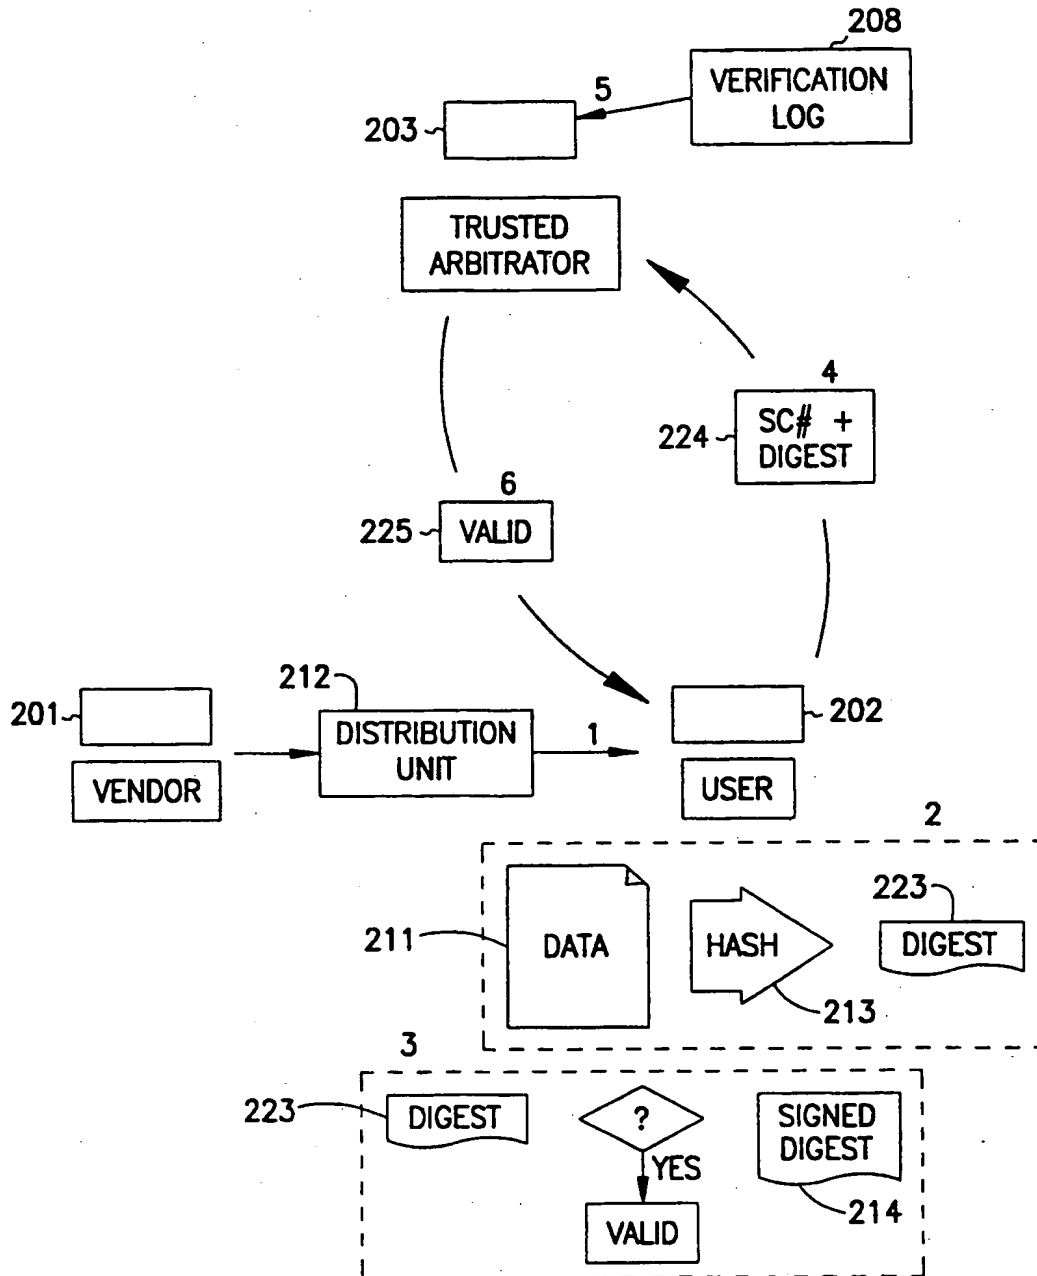 208
VERIFICATION
LOG
5
203
TRUSTED
ARBITRATOR
4
SC# +
DIGEST
224
6
VALID
225
212
201
DISTRIBUTION
UNIT
1
202
VENDOR
USER
2
223
211
DATA
HASH
DIGEST
213
3
223
DIGEST
?
SIGNED
DIGEST
YES
214
VALID